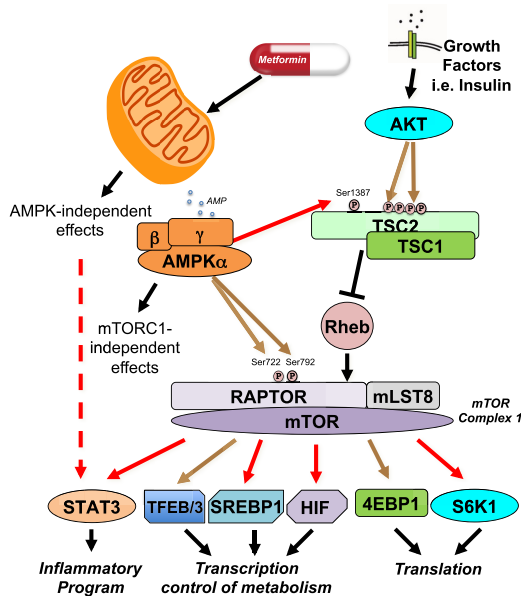 Metformin
Growth
Factors
i.e. Insulin
AKT
AMP
Ser1387
P
P P P P
AMPK-independent
effects
β
γ
AMPKα
TSC2
TSC1
mTORC1-
independent
effects
Rheb
Ser722
Ser792
P P
RAPTOR
mLST8
mTOR
mTOR
Complex 1
STAT3
TFEB/3
SREBP1
HIF
4EBP1
S6K1
Inflammatory
Program
Transcription
control of metabolism
Translation